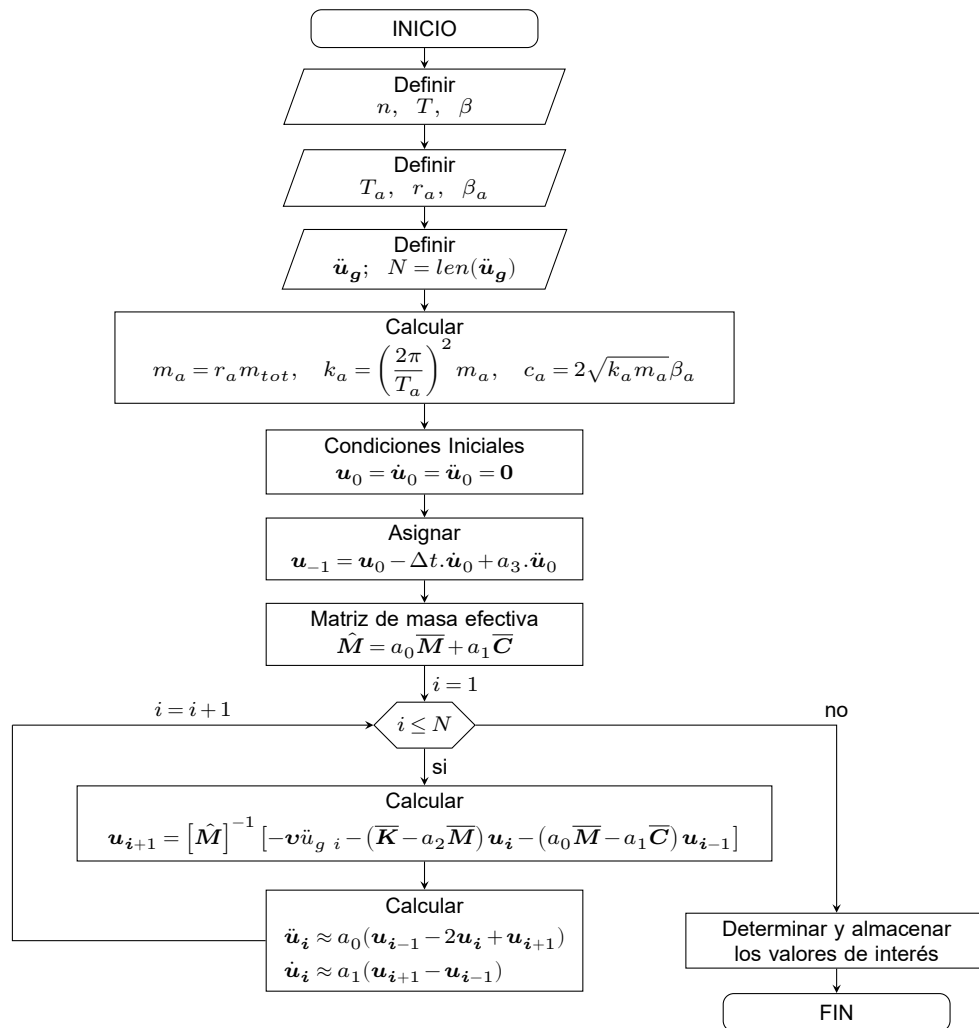 INICIO
Definir
n, T, β
Definir
T_a, r_a, β_a
Definir
ü_g; N = len(ü_g)
Calcular
m_a = r_a m_{tot}, k_a = (2π/T_a)^2 m_a, c_a = 2√(k_a m_a) β_a
Condiciones Iniciales
u_0 = u̇_0 = ü_0 = 0
Asignar
u_{−1} = u_0 − Δt.u̇_0 + a_3.ü_0
Matriz de masa efectiva
M̂ = a_0 M̅ + a_1 C̅
i = 1
i = i + 1
i ≤ N
no
si
Calcular
u_{i+1} = [M̂]^{−1} [−υü_{g i} − (K̅ − a_2 M̅) u_i − (a_0 M̅ − a_1 C̅) u_{i−1}]
Calcular
ü_i ≈ a_0(u_{i−1} − 2u_i + u_{i+1})
u̇_i ≈ a_1(u_{i+1} − u_{i−1})
Determinar y almacenar
los valores de interés
FIN